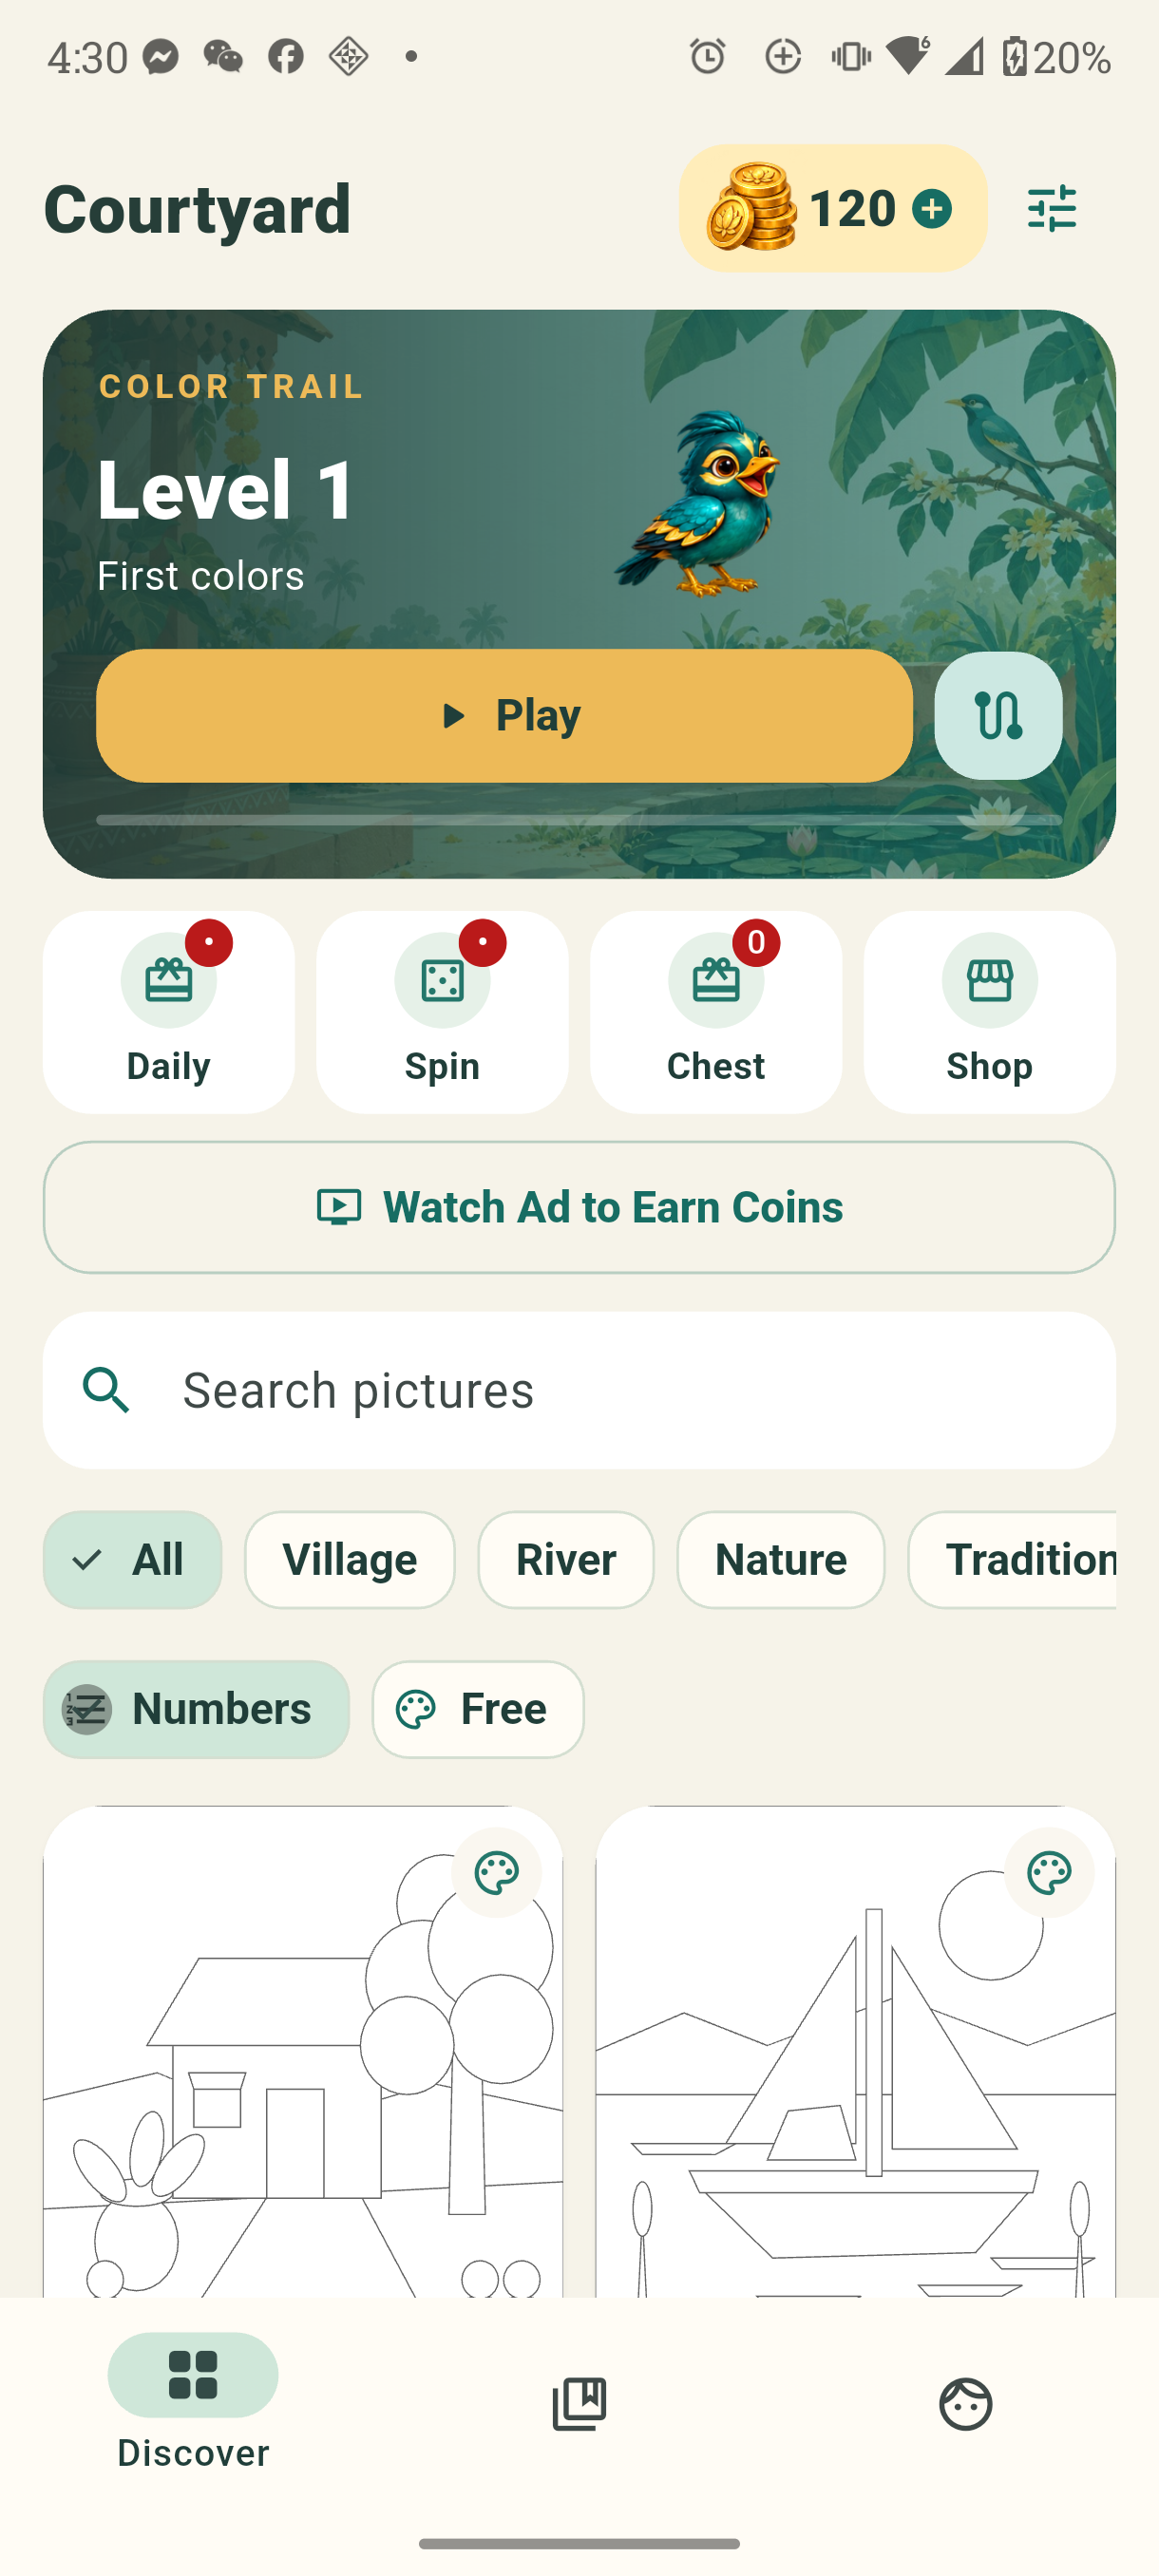 4:30
20%
Courtyard
120
COLOR TRAIL
Level 1
First colors
Play
0
Daily
Spin
Chest
Shop
Watch Ad to Earn Coins
Search pictures
All
Village
River
Nature
Tradition
Numbers
Free
Discover